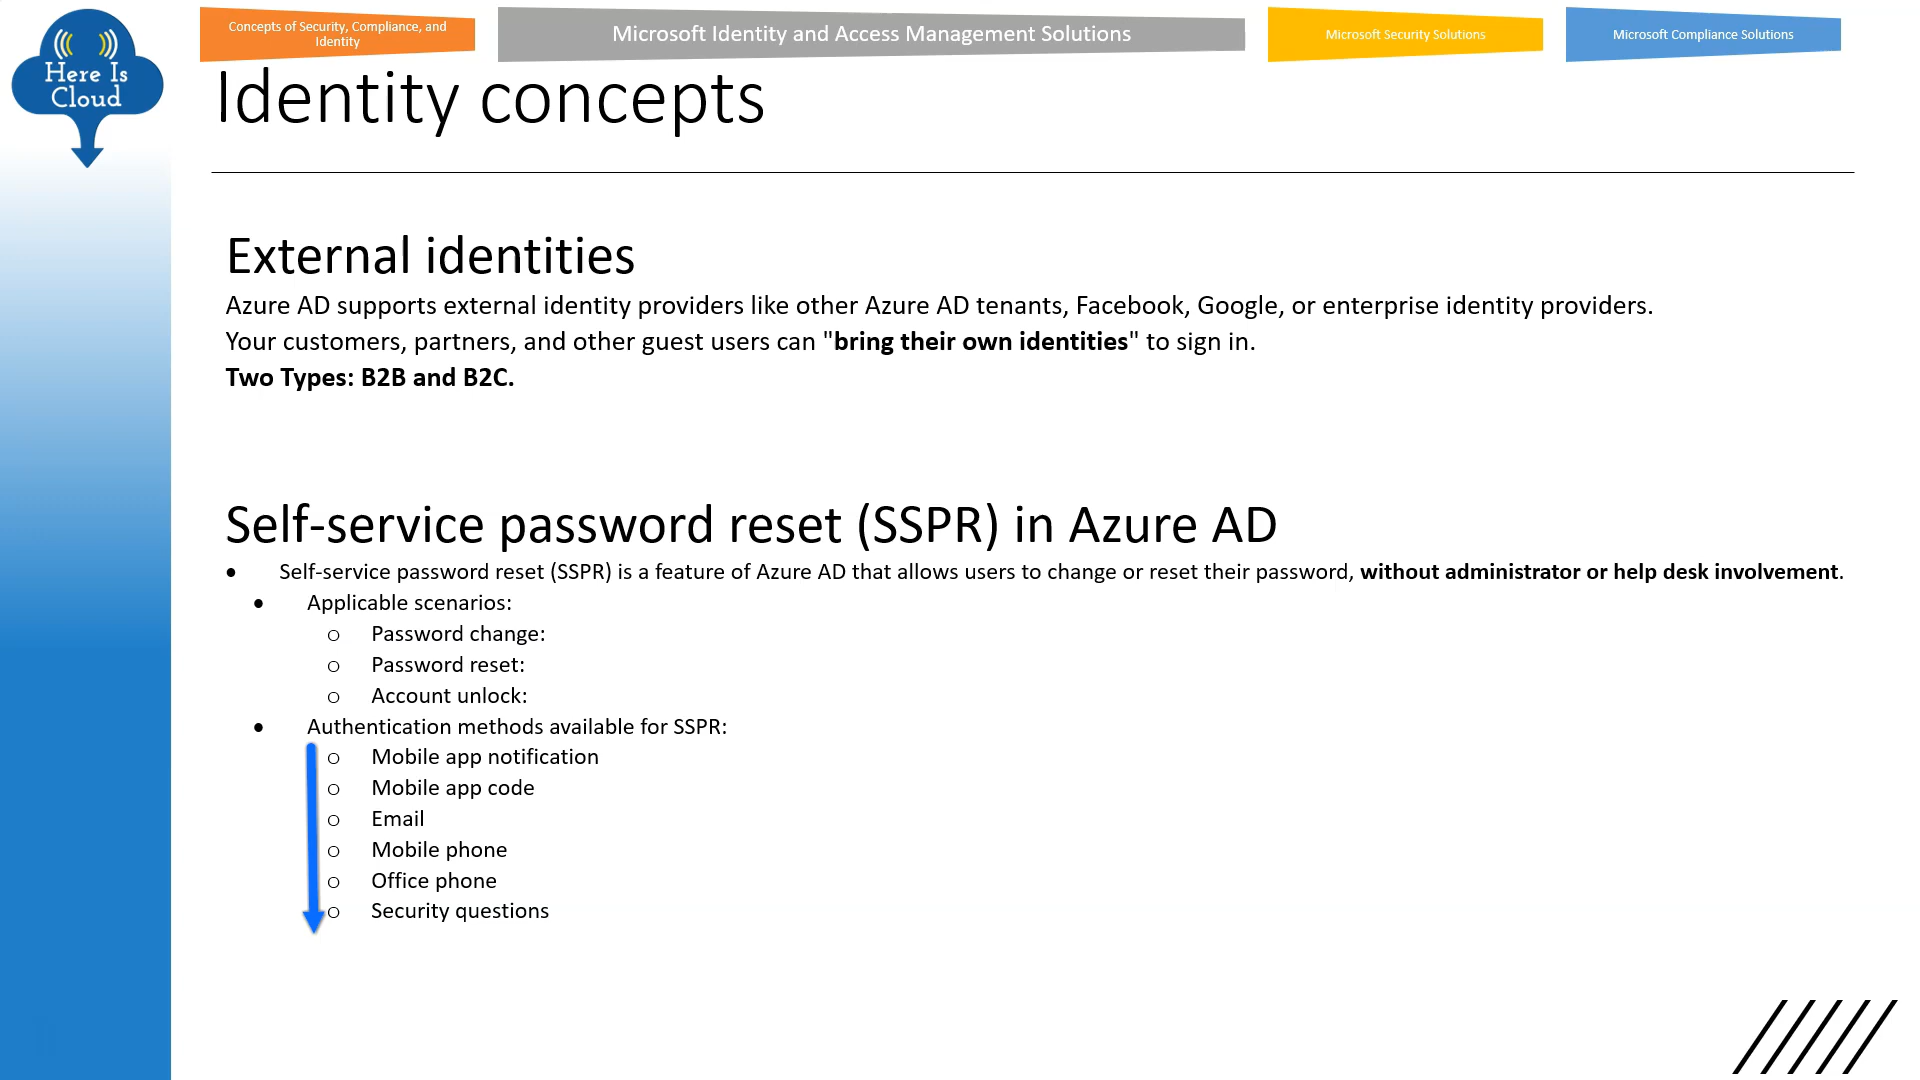 Here Is
Cloud
Concepts of Security, Compliance, and
Identity
Microsoft Identity and Access Management Solutions
Microsoft Security Solutions
Microsoft Compliance Solutions
Identity concepts
External identities
Azure AD supports external identity providers like other Azure AD tenants, Facebook, Google, or enterprise identity providers.
Your customers, partners, and other guest users can "bring their own identities" to sign in.
Two Types: B2B and B2C.
Self-service password reset (SSPR) in Azure AD
• Self-service password reset (SSPR) is a feature of Azure AD that allows users to change or reset their password, without administrator or help desk involvement.
• Applicable scenarios:
o Password change:
o Password reset:
o Account unlock:
• Authentication methods available for SSPR:
o Mobile app notification
o Mobile app code
o Email
o Mobile phone
o Office phone
o Security questions